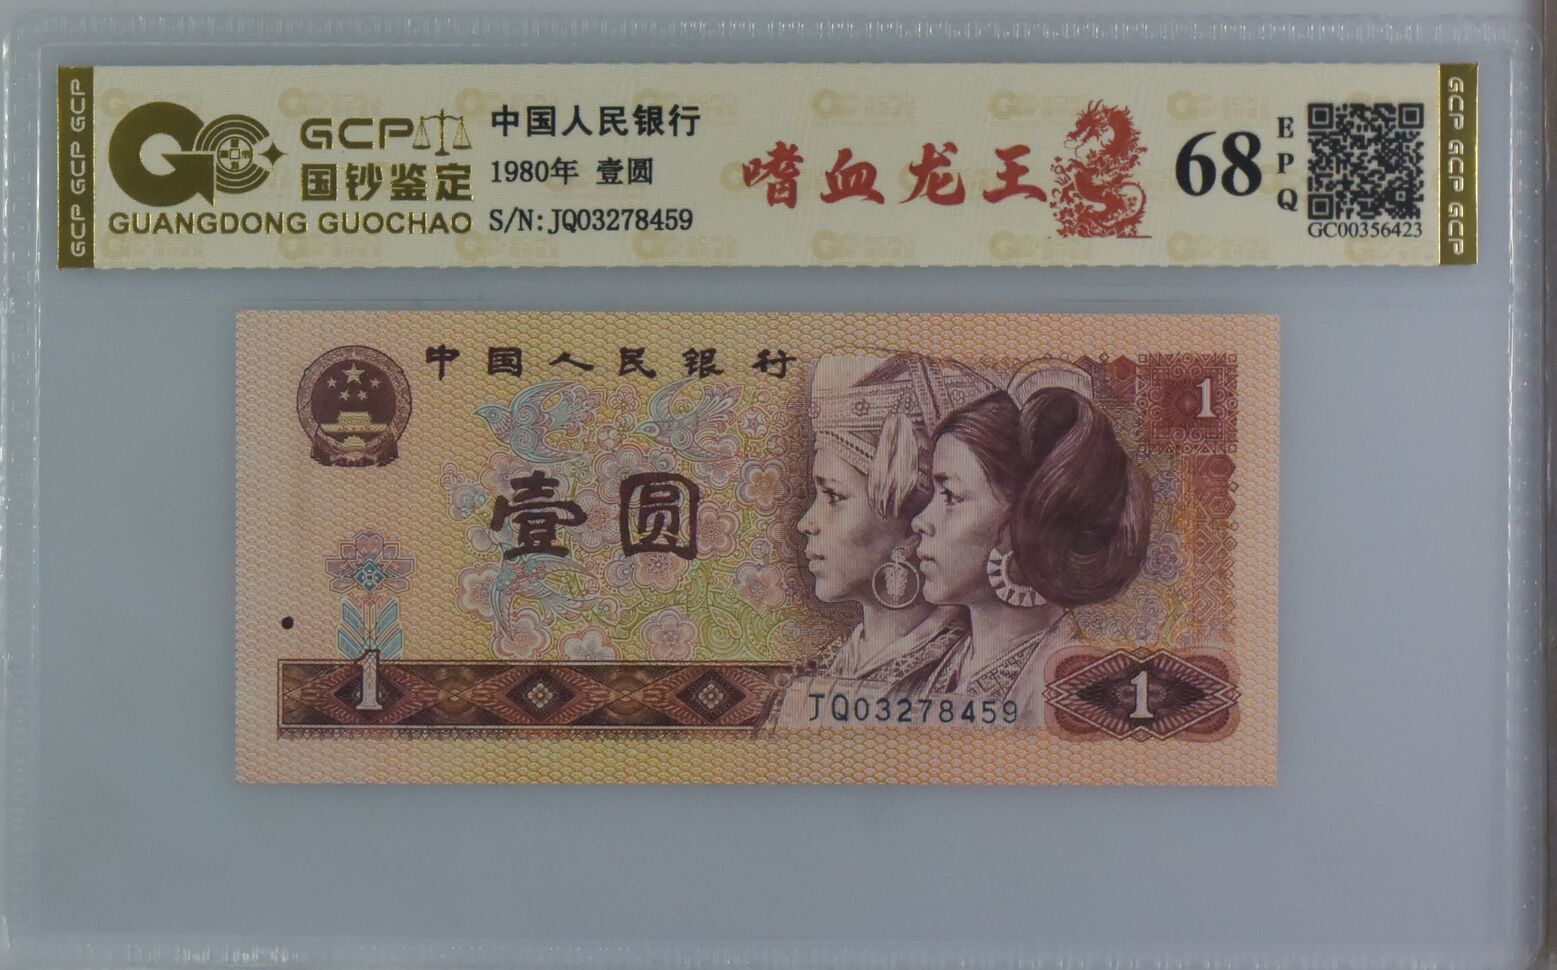 GCP GCP GCP
GCP
国钞鉴定
GUANGDONG GUOCHAO
中国人民银行
1980年 壹圆
S/N: JQ03278459
嗜血龙王
68
EPQ
GC00356423
GCP GCP GCP
中国人民银行
1
壹圆
1
JQ03278459
1